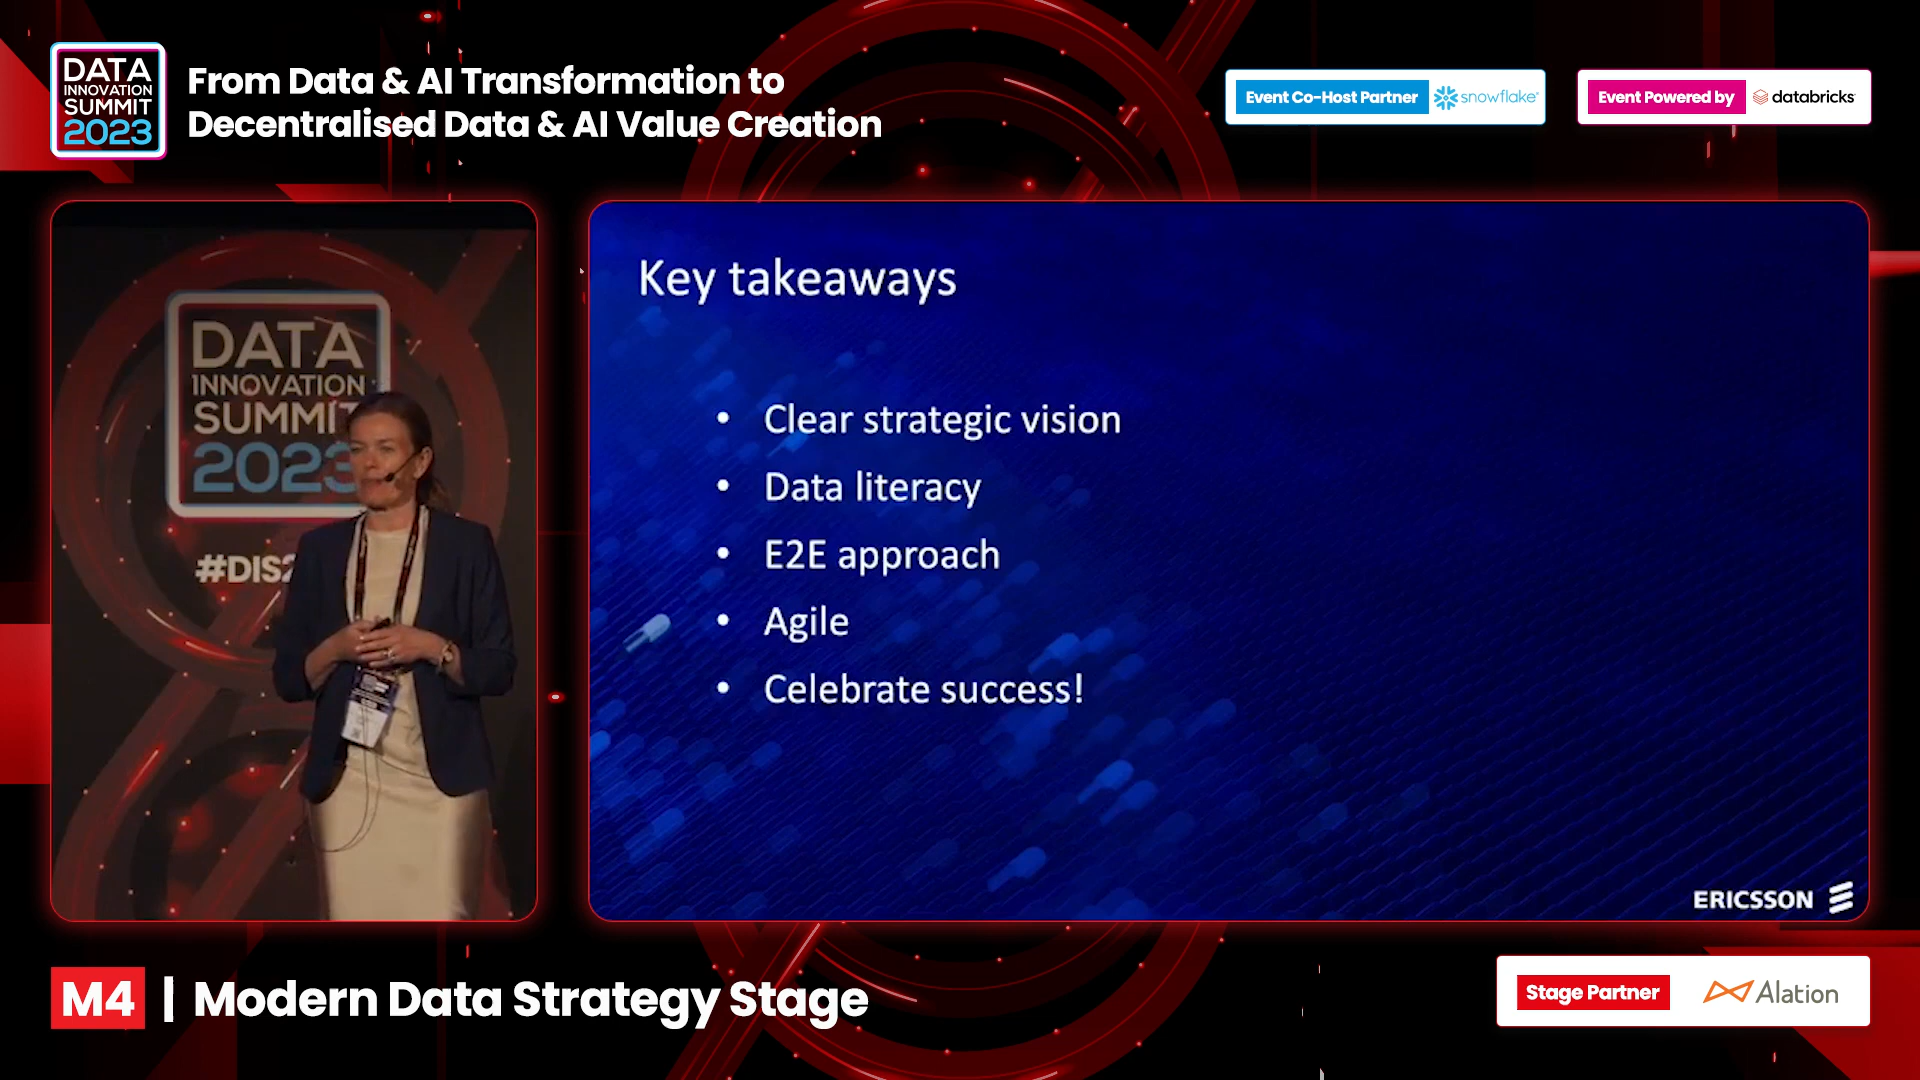 DATA
INNOVATION
SUMMIT
2023
From Data & AI Transformation to
Decentralised Data & AI Value Creation
Event Co-Host Partner
snowflake
Event Powered by
databricks
DATA
INNOVATION
SUMMIT
2023
#DIS2
Key takeaways
• Clear strategic vision
• Data literacy
• E2E approach
• Agile
• Celebrate success!
ERICSSON
M4 | Modern Data Strategy Stage
Stage Partner
Alation